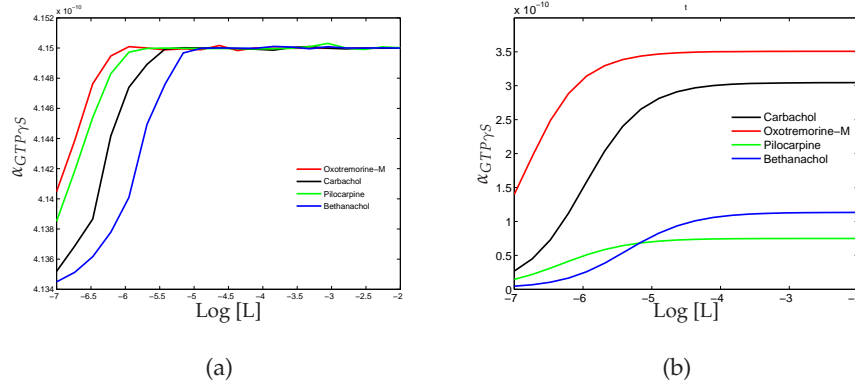 x 10⁻¹⁰
4.152
4.15
4.148
4.146
4.144
4.142
4.14
4.138
4.136
4.134
α_GTPγS
-7 -6.5 -6 -5.5 -5 -4.5 -4 -3.5 -3 -2.5 -2
Log [L]
Oxotremorine-M
Carbachol
Pilocarpine
Bethanachol
(a)
x 10⁻¹⁰
t
3.5
3
2.5
2
1.5
1
0.5
0
α_GTPγS
-7 -6 -5 -4 -3
Log [L]
Carbachol
Oxotremorine-M
Pilocarpine
Bethanachol
(b)